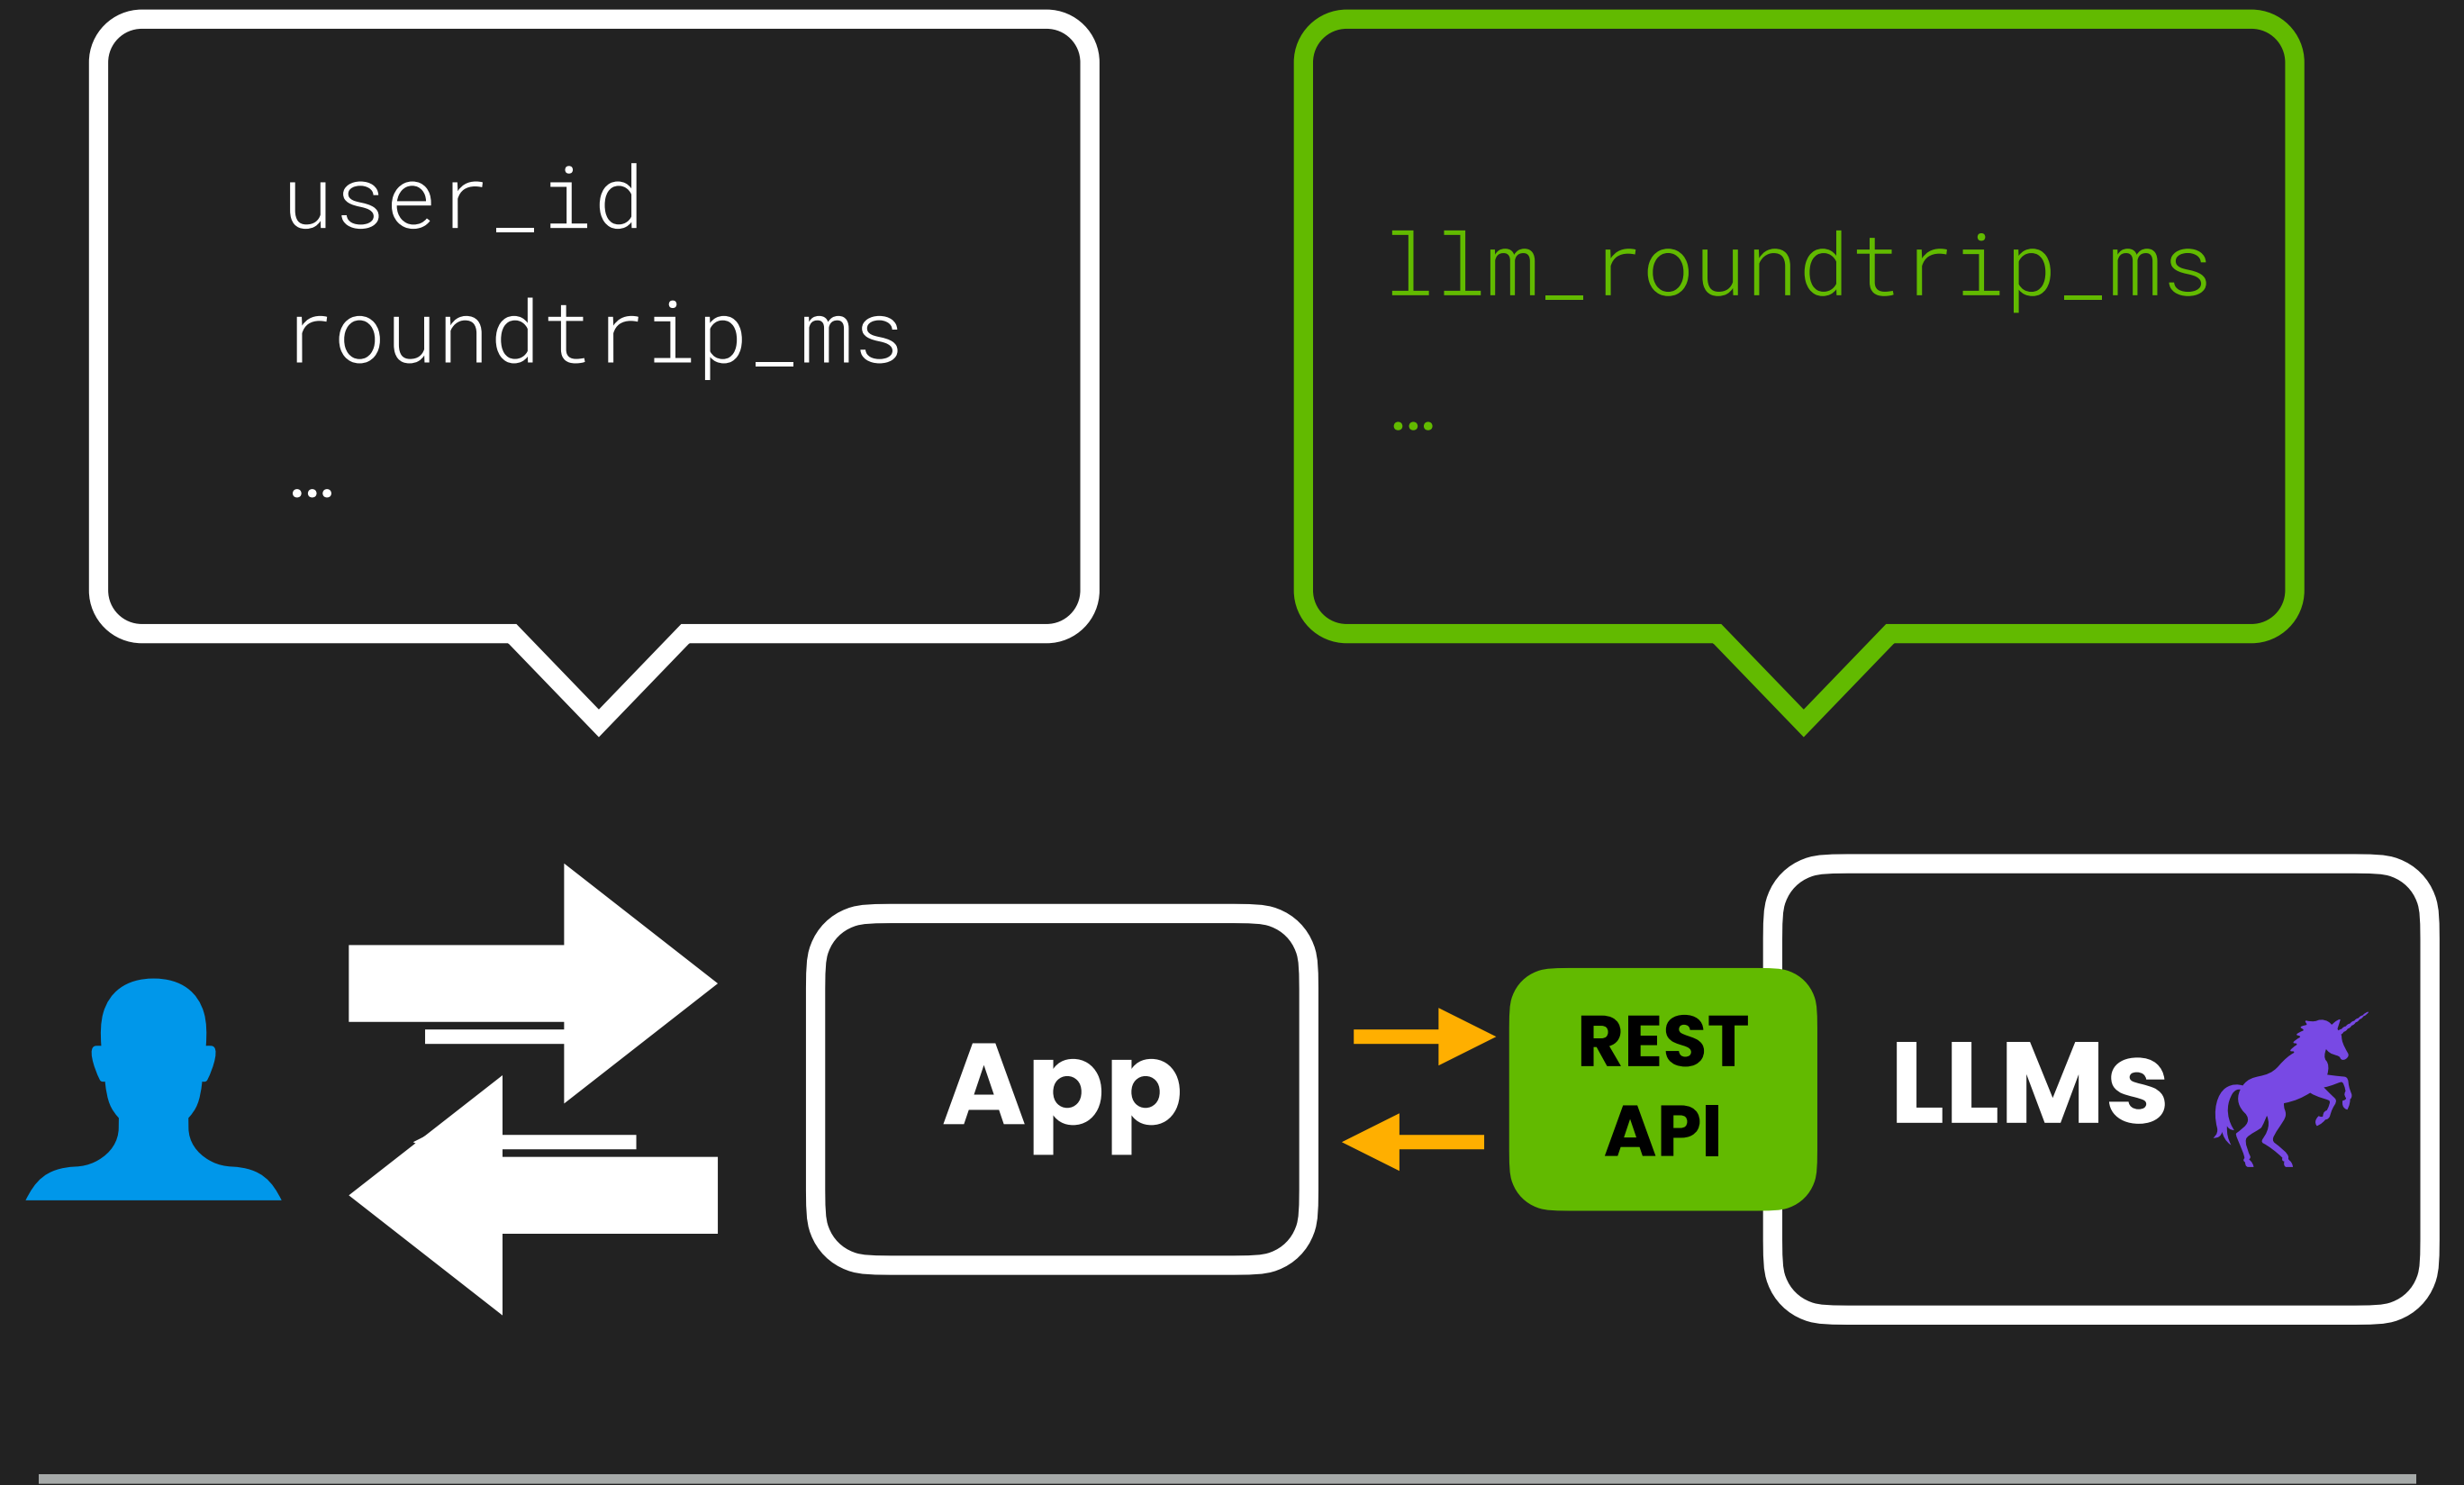 user_id
roundtrip_ms
…
llm_roundtrip_ms
…
App
REST
API
LLMs